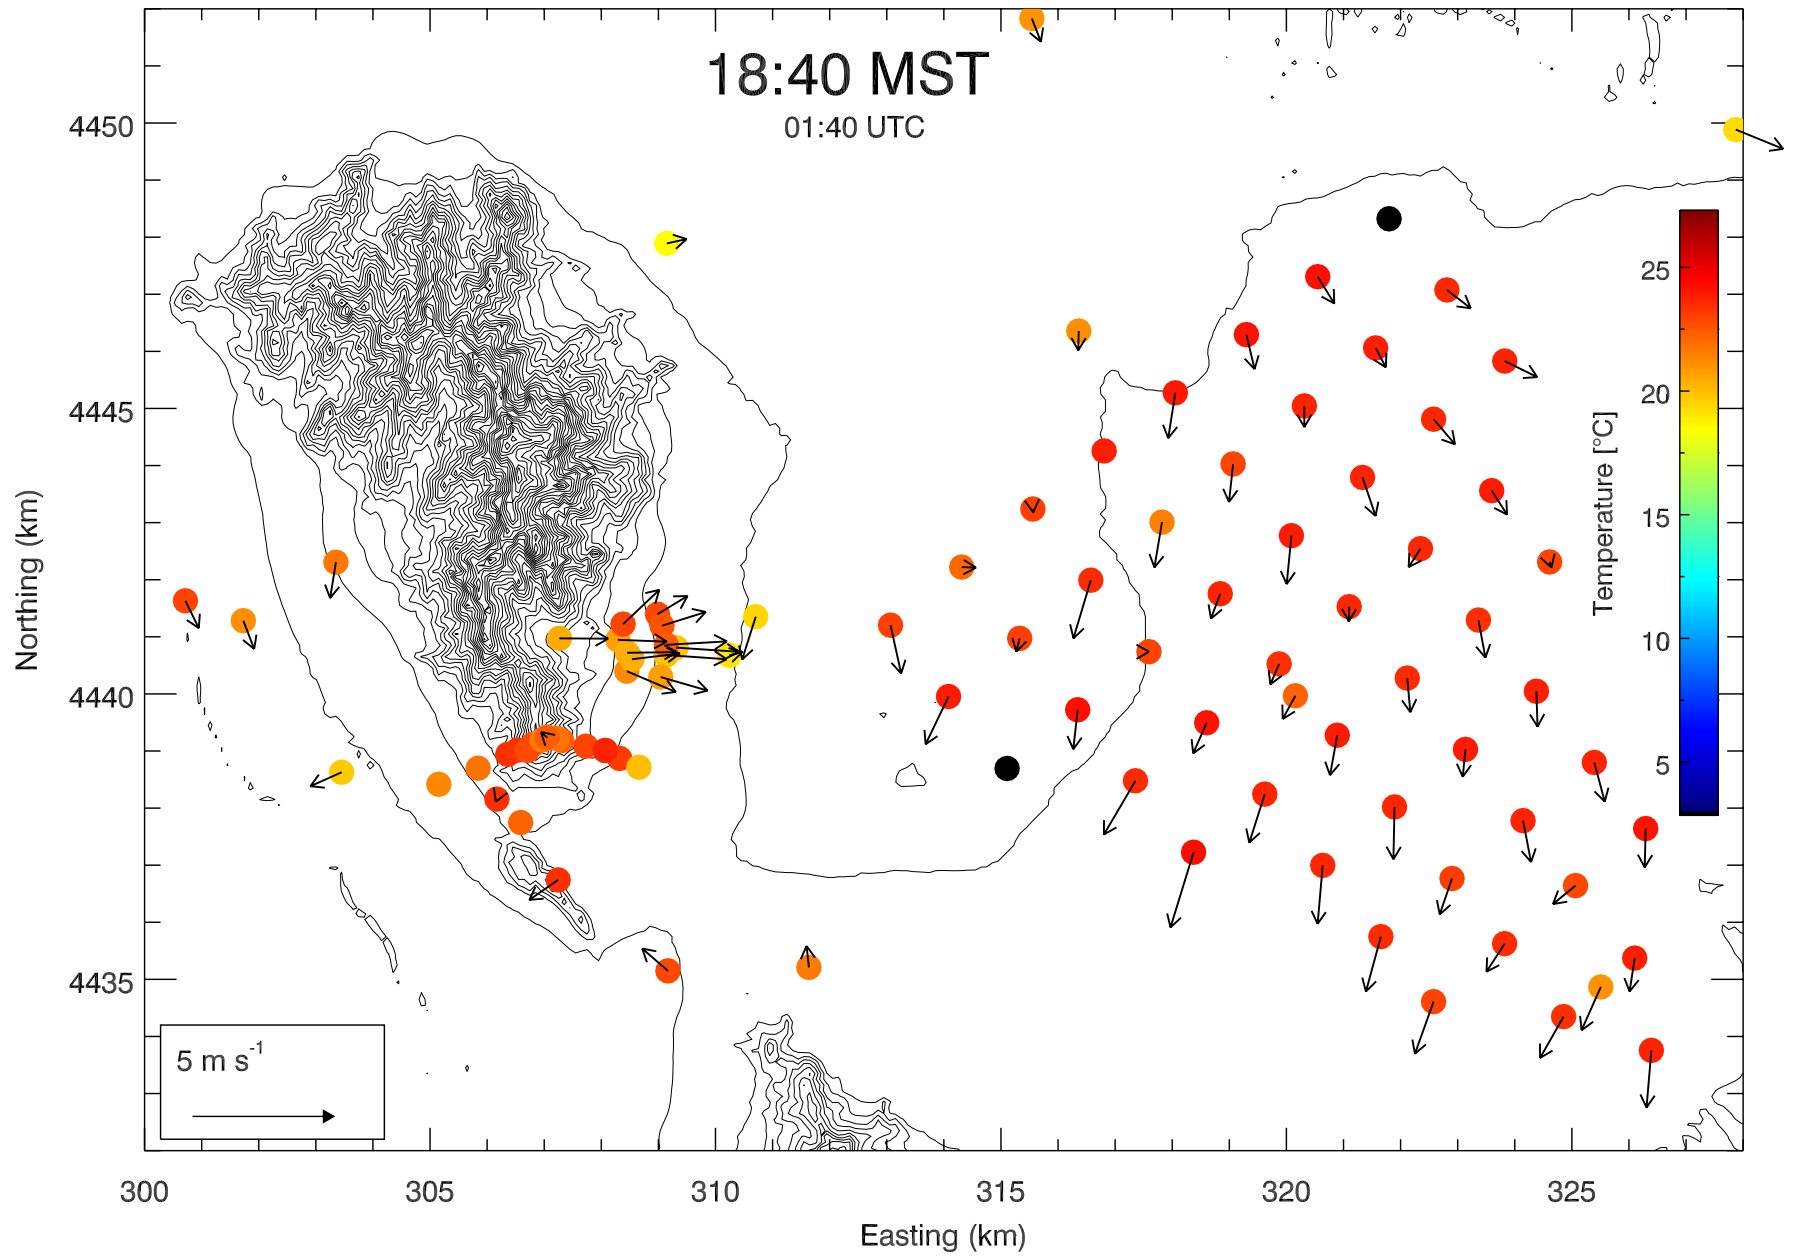 18:40 MST
01:40 UTC
4450
4445
4440
4435
Northing (km)
25
20
15
10
5
Temperature [°C]
5 m s⁻¹
300 305 310 315 320 325
Easting (km)